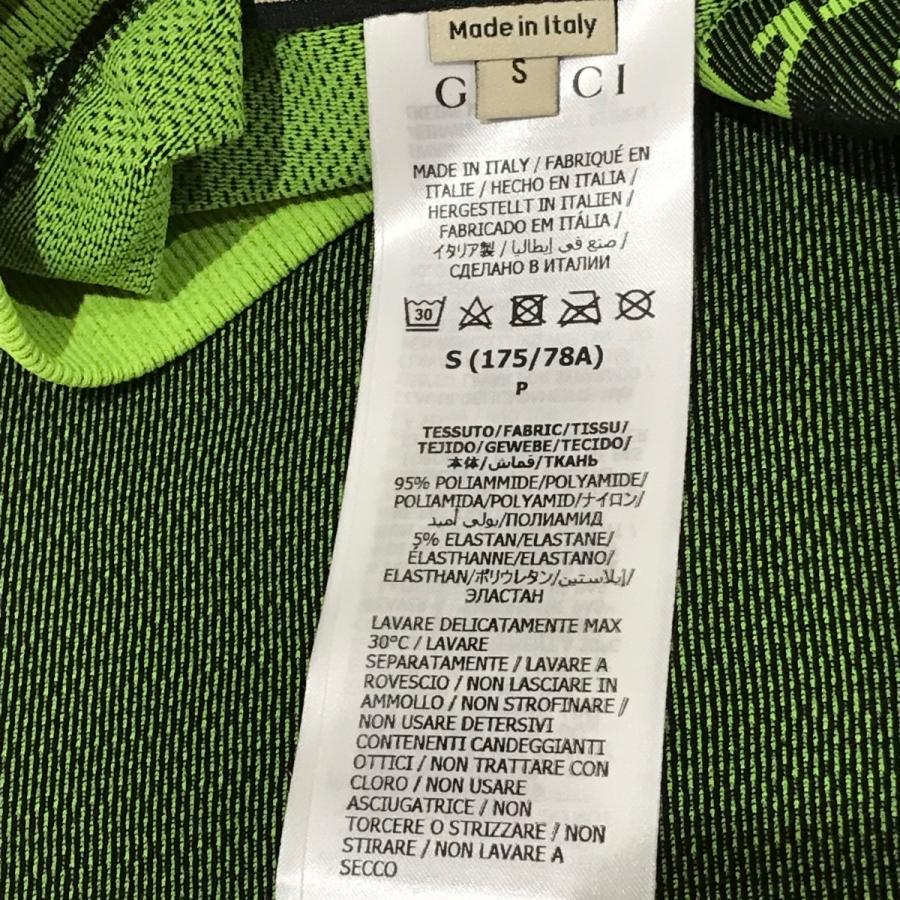 Made in Italy
S
G CI
MADE IN ITALY / FABRIQUÉ EN
ITALIE / HECHO EN ITALIA /
HERGESTELLT IN ITALIEN /
FABRICADO EM ITÁLIA /
イタリア製 / صنع في إيطاليا /
СДЕЛАНО В ИТАЛИИ
30
S (175/78A)
P
TESSUTO/FABRIC/TISSU/
TEJIDO/GEWEBE/TECIDO/
本体/قماش/ТКАНЬ
95% POLIAMMIDE/POLYAMIDE/
POLIAMIDA/POLYAMID/ナイロン/
بولي أميد/ПОЛИАМИД
5% ELASTAN/ELASTANE/
ÉLASTHANNE/ELASTANO/
ELASTHAN/ポリウレタン/إيلاستين/
ЭЛАСТАН
LAVARE DELICATAMENTE MAX
30°C / LAVARE
SEPARATAMENTE / LAVARE A
ROVESCIO / NON LASCIARE IN
AMMOLLO / NON STROFINARE /
NON USARE DETERSIVI
CONTENENTI CANDEGGIANTI
OTTICI / NON TRATTARE CON
CLORO / NON USARE
ASCIUGATRICE / NON
TORCERE O STRIZZARE / NON
STIRARE / NON LAVARE A
SECCO